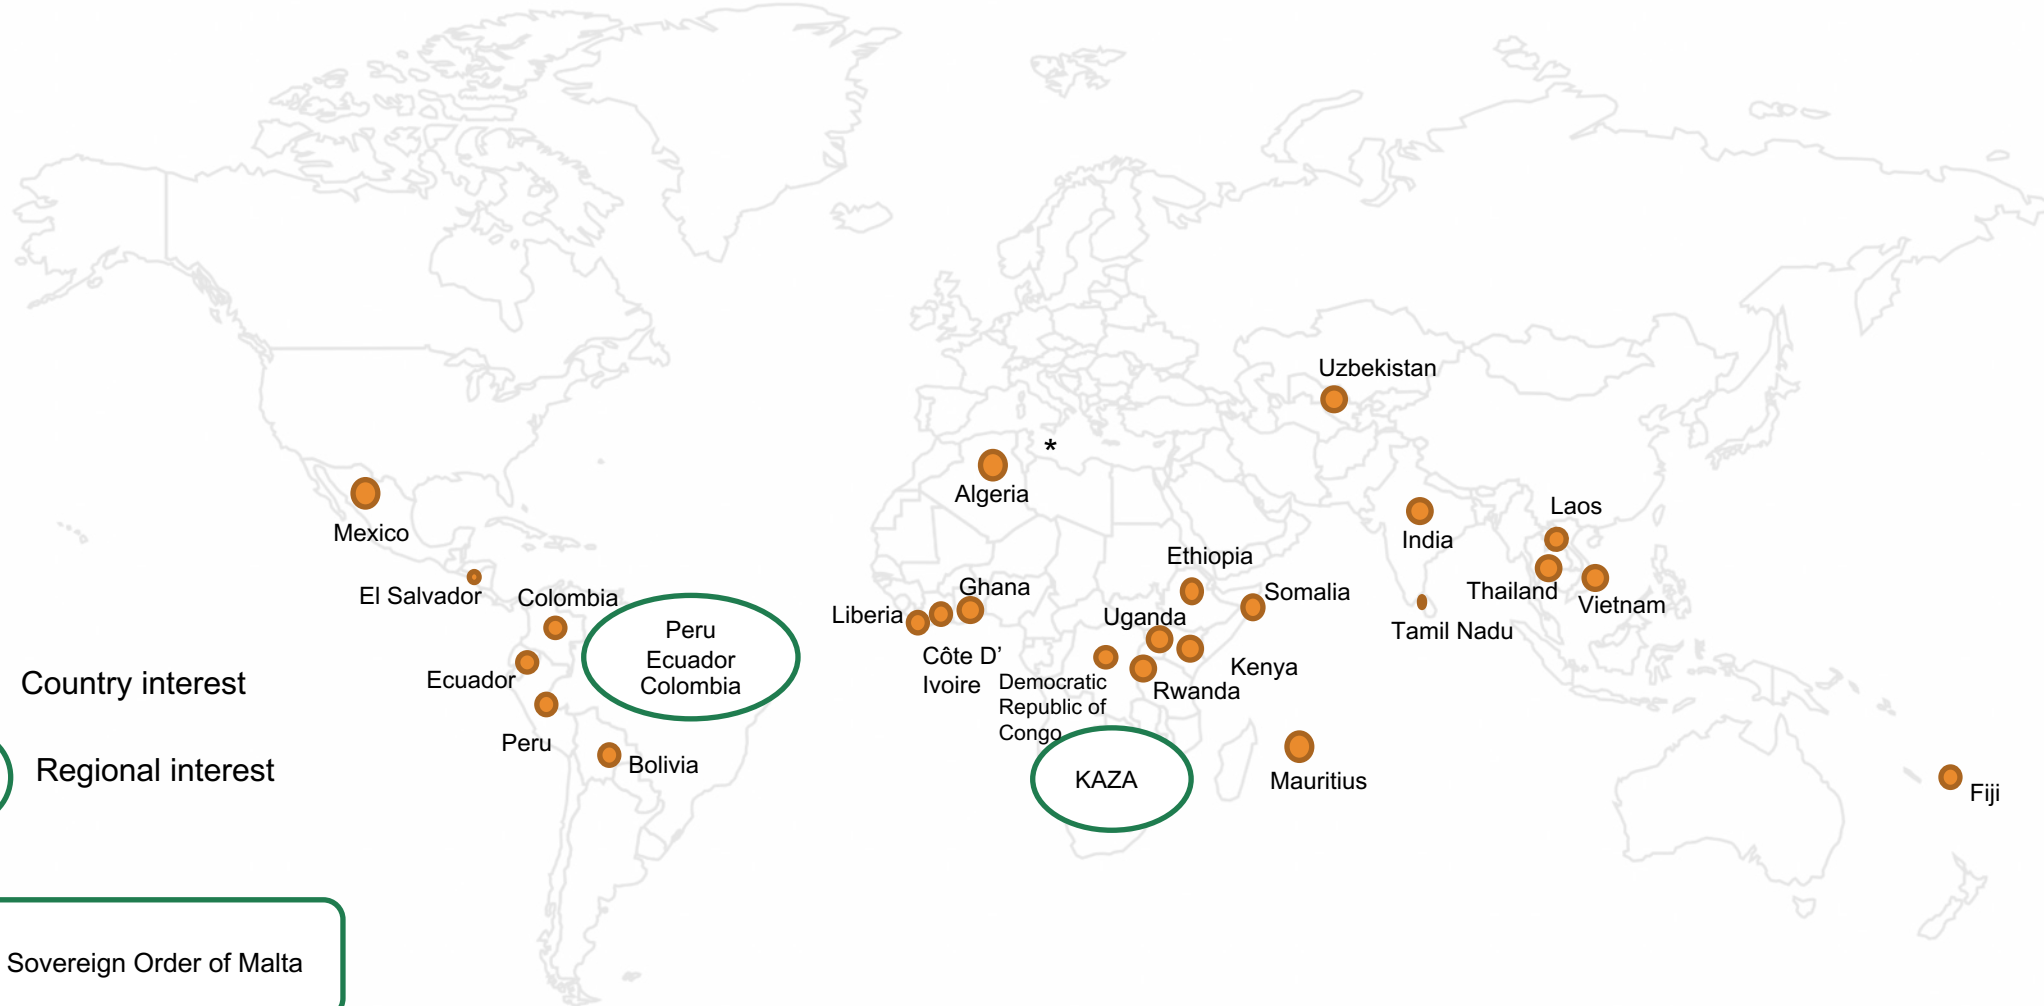 Uzbekistan
*
Algeria
Mexico
Laos
India
Ethiopia
Ghana
Somalia
Thailand
El Salvador
Colombia
Vietnam
Liberia
Uganda
Tamil Nadu
Peru
Ecuador
Colombia
Côte D’
Ivoire
Kenya
Ecuador
Democratic
Republic of
Congo
Rwanda
Country interest
Peru
Bolivia
Regional interest
KAZA
Mauritius
Fiji
Sovereign Order of Malta